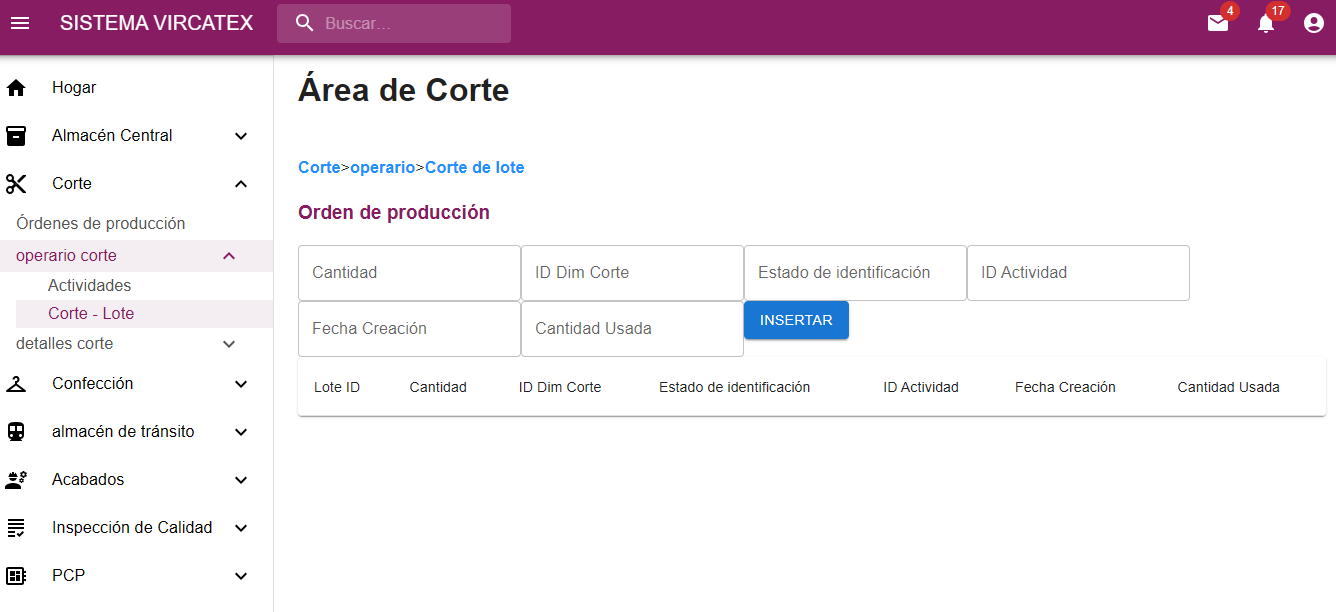 SISTEMA VIRCATEX
Buscar...
4
17
Hogar
Almacén Central
Corte
Órdenes de producción
operario corte
Actividades
Corte - Lote
detalles corte
Confección
almacén de tránsito
Acabados
Inspección de Calidad
PCP
Área de Corte
Corte>operario>Corte de lote
Orden de producción
Cantidad ID Dim Corte Estado de identificación ID Actividad
Fecha Creación Cantidad Usada INSERTAR
Lote ID Cantidad ID Dim Corte Estado de identificación ID Actividad Fecha Creación Cantidad Usada